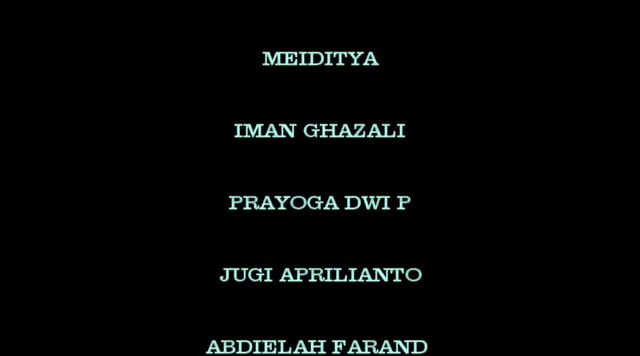 MEIDITYA
IMAN GHAZALI
PRAYOGA DWI P
JUGI APRILIANTO
ABDIELAH FARAND